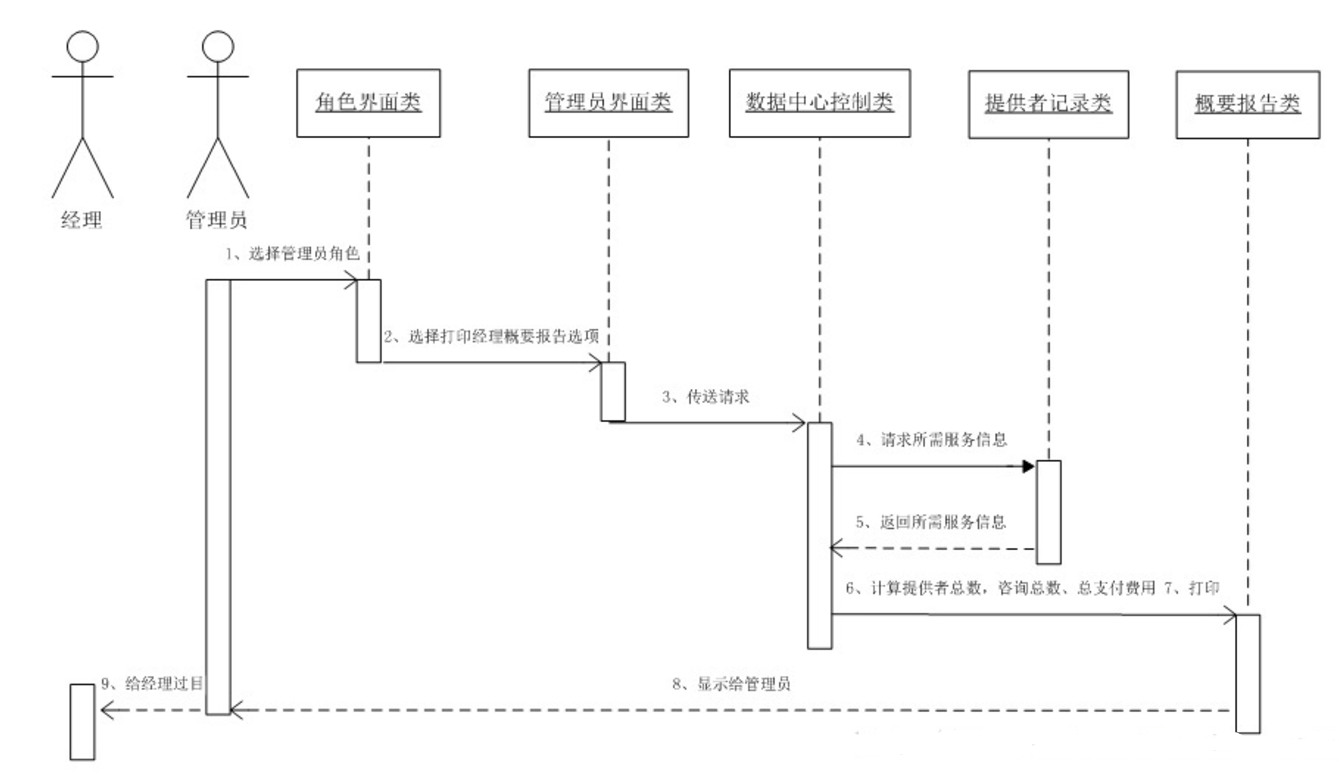 角色界面类
管理员界面类
数据中心控制类
提供者记录类
概要报告类
经理
管理员
1、选择管理员角色
2、选择打印经理概要报告选项
3、传送请求
4、请求所需服务信息
5、返回所需服务信息
6、计算提供者总数，咨询总数、总支付费用 7、打印
9、给经理过目
8、显示给管理员